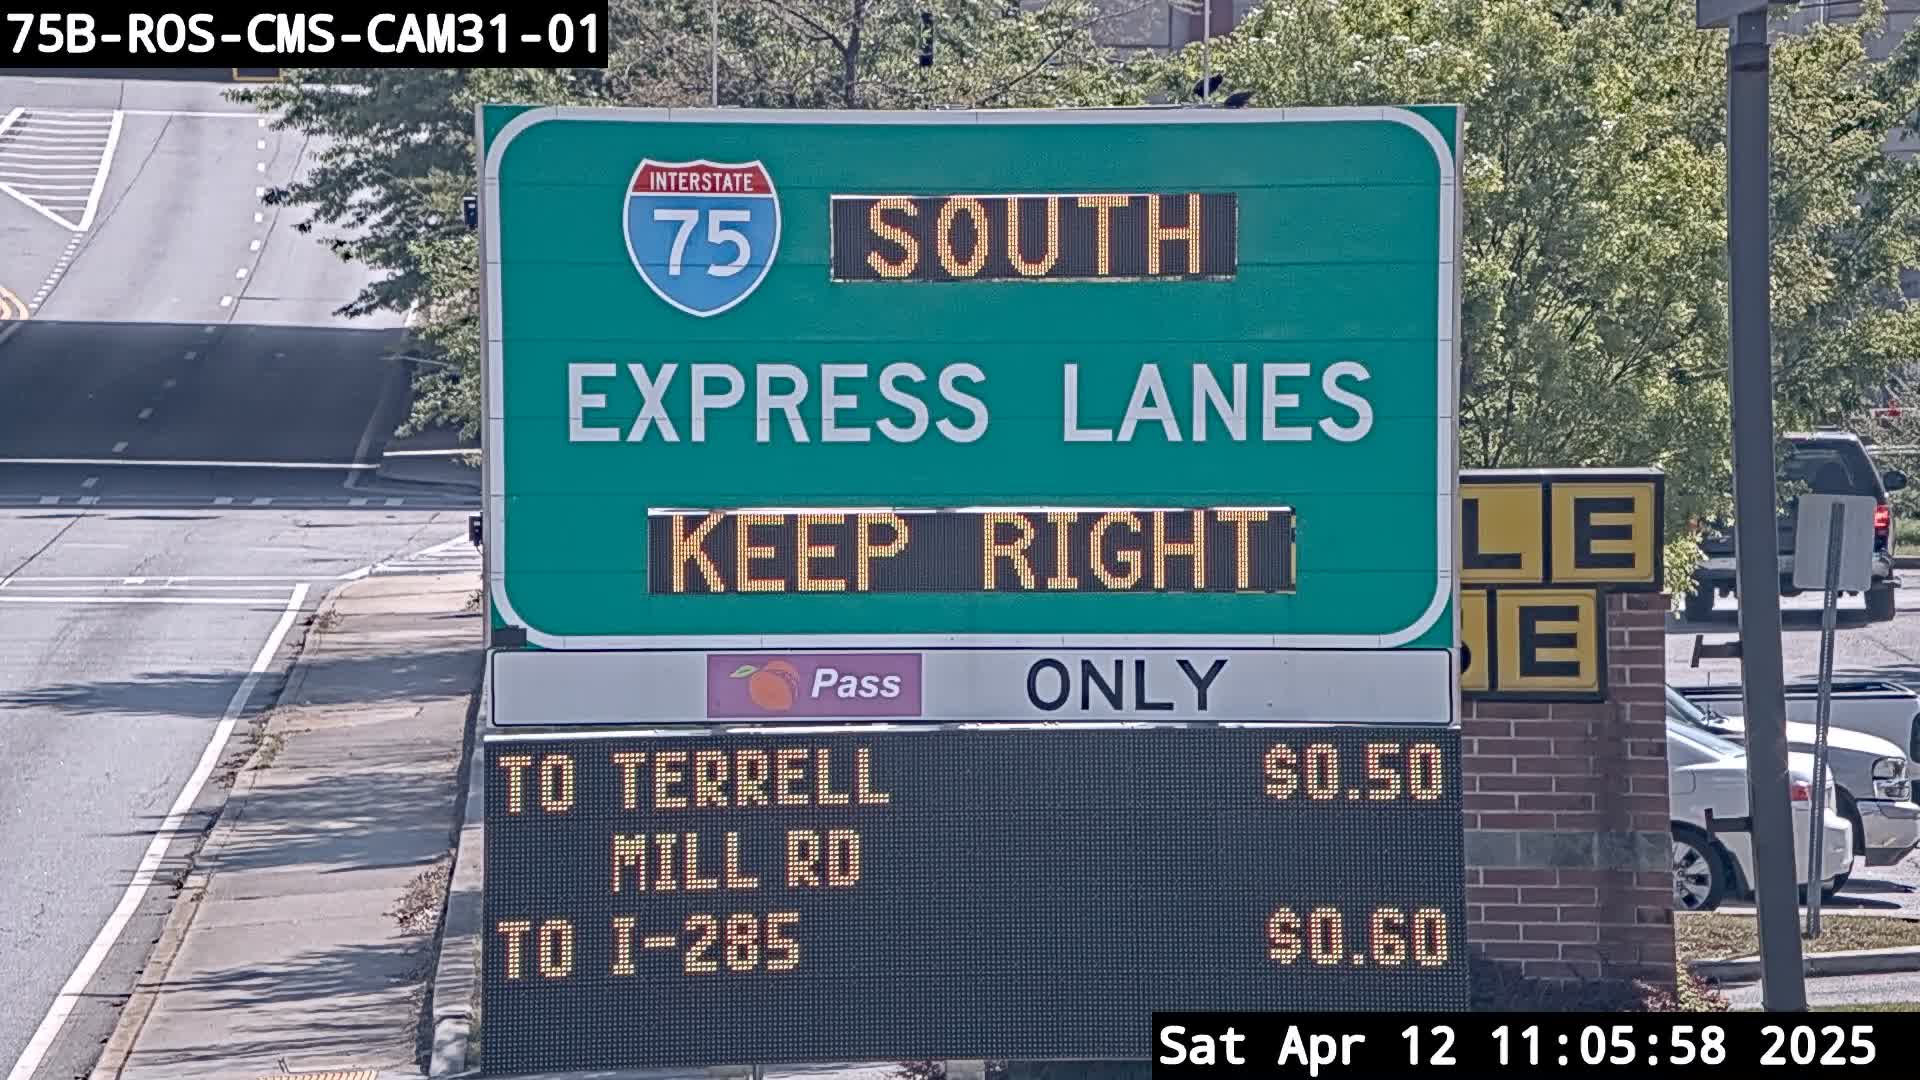 75B-ROS-CMS-CAM31-01
INTERSTATE
75
SOUTH
EXPRESS LANES
KEEP RIGHT
Pass ONLY
TO TERRELL $0.50
MILL RD
TO I-285 $0.60
LE
E
Sat Apr 12 11:05:58 2025